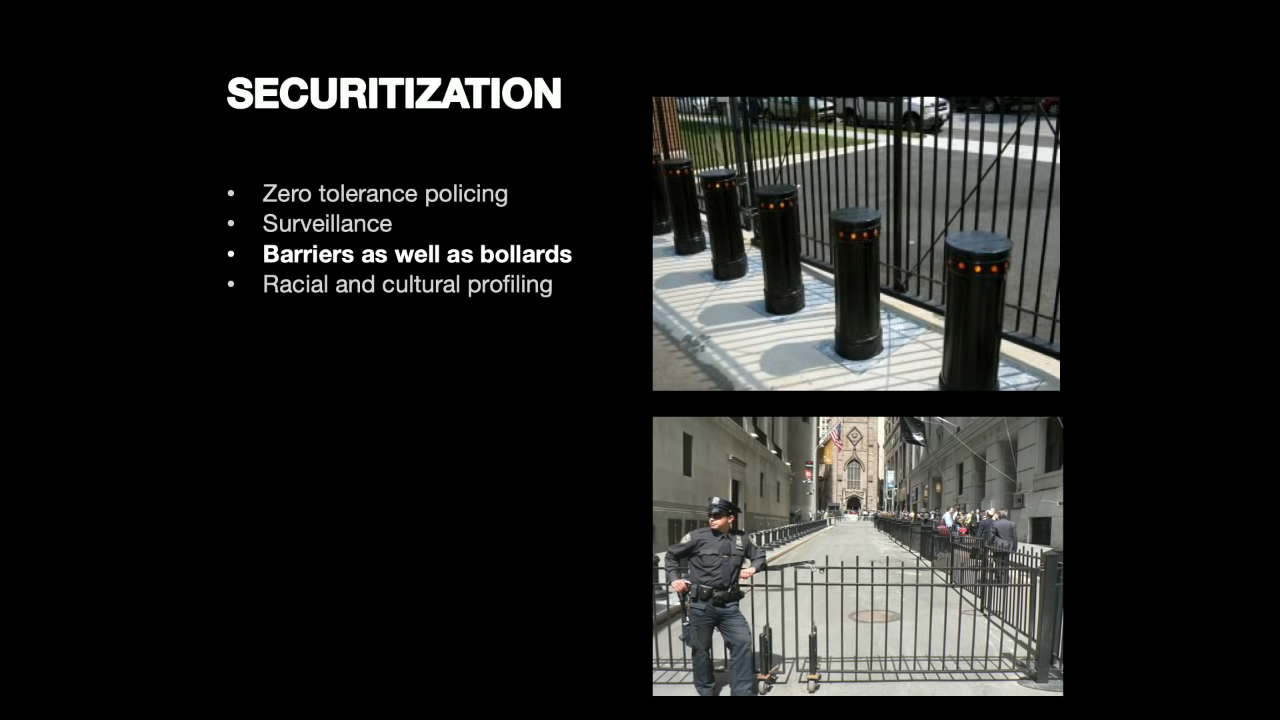 SECURITIZATION
• Zero tolerance policing
• Surveillance
• Barriers as well as bollards
• Racial and cultural profiling